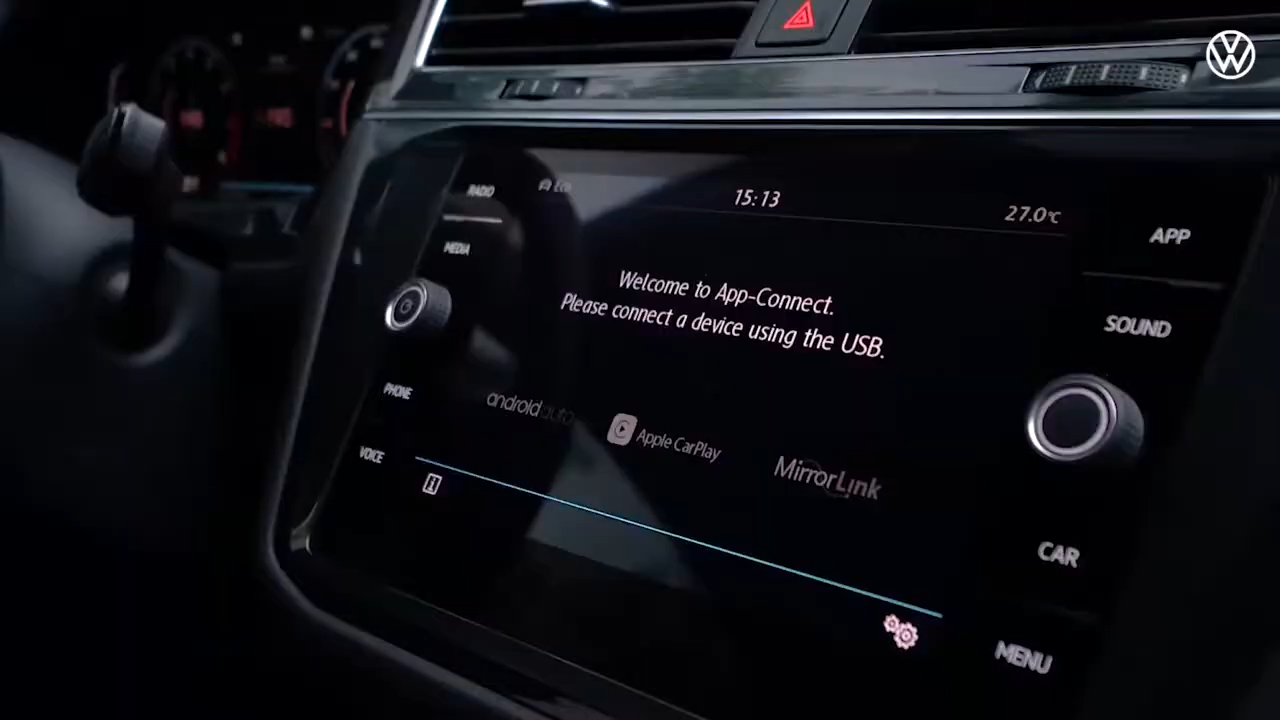 RADIO
Eco
15:13
27.0°C
APP
MEDIA
Welcome to App-Connect.
Please connect a device using the USB.
SOUND
PHONE
androidauto
Apple CarPlay
MirrorLink
VOICE
CAR
MENU